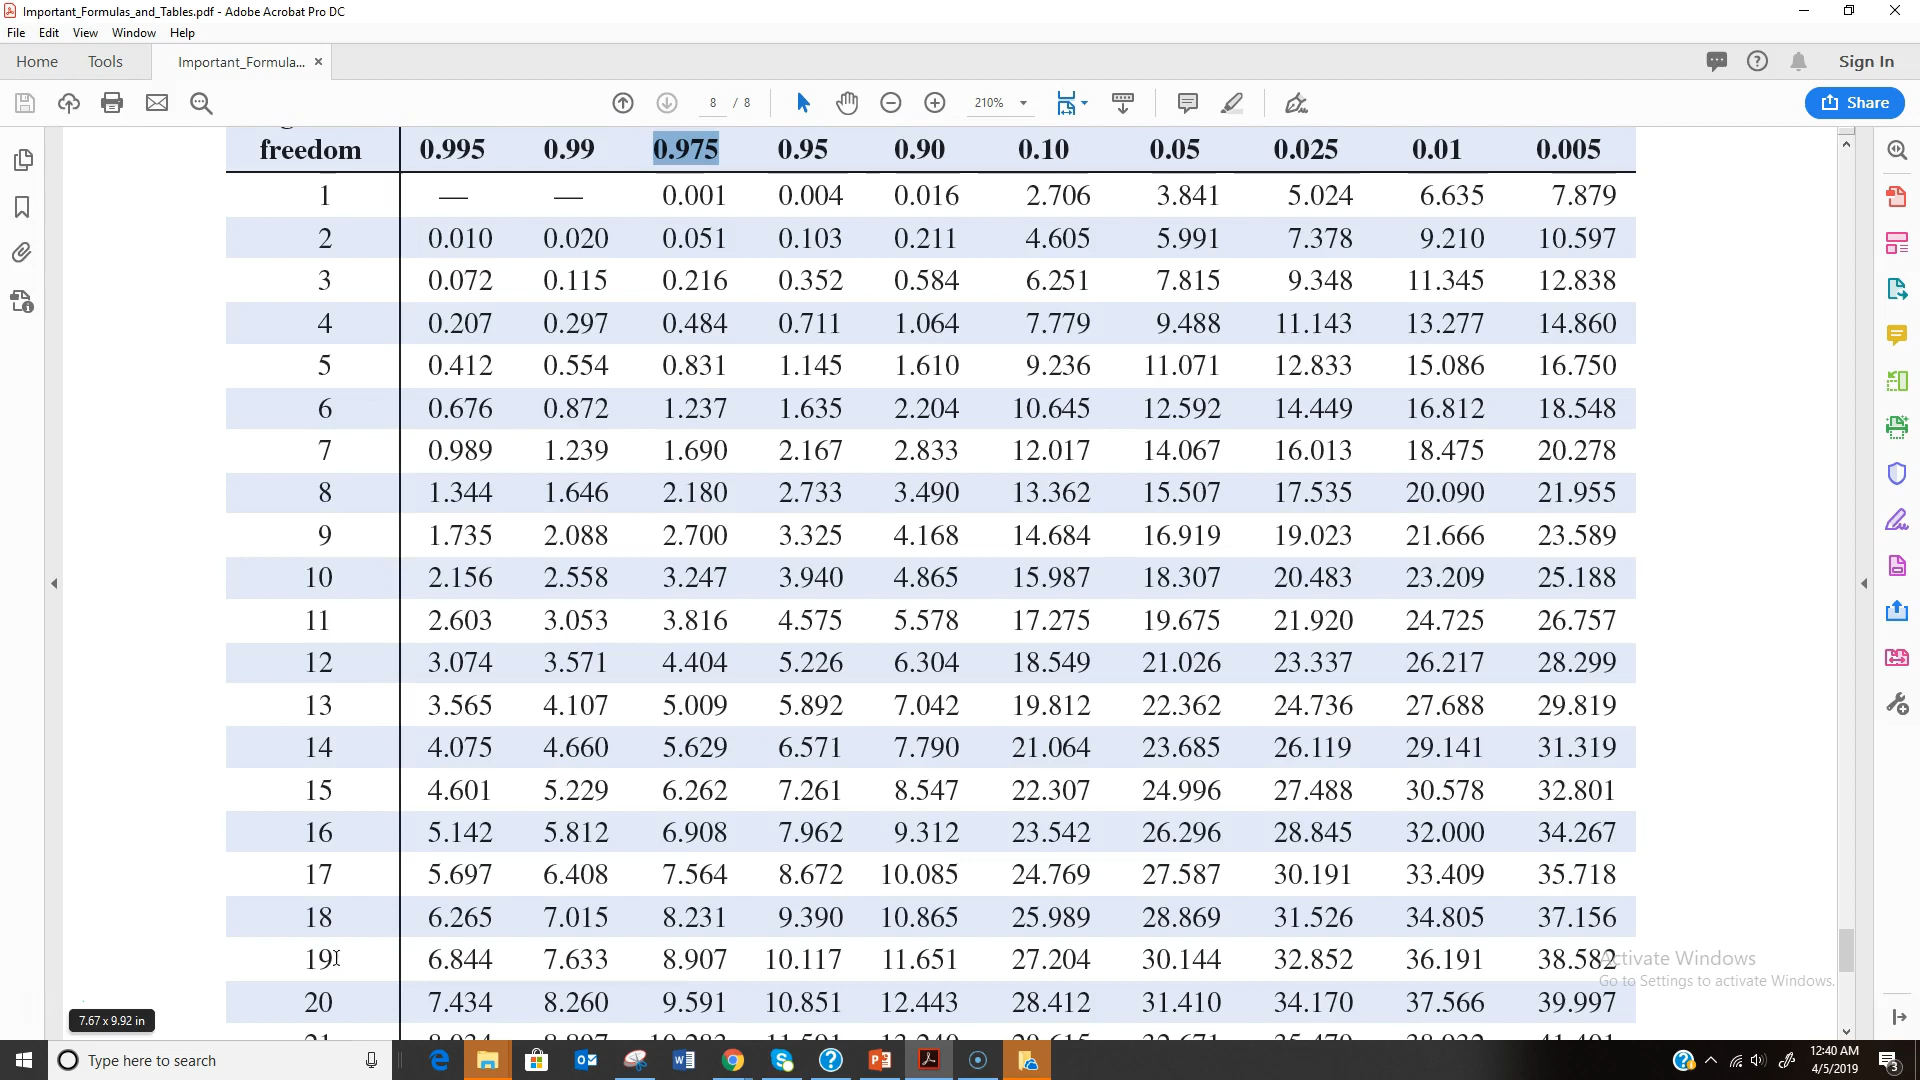 Important_Formulas_and_Tables.pdf - Adobe Acrobat Pro DC
File Edit View Window Help
Home Tools Important_Formula... × Sign In
8 / 8 210% Share
freedom 0.995 0.99 0.975 0.95 0.90 0.10 0.05 0.025 0.01 0.005
1 — — 0.001 0.004 0.016 2.706 3.841 5.024 6.635 7.879
2 0.010 0.020 0.051 0.103 0.211 4.605 5.991 7.378 9.210 10.597
3 0.072 0.115 0.216 0.352 0.584 6.251 7.815 9.348 11.345 12.838
4 0.207 0.297 0.484 0.711 1.064 7.779 9.488 11.143 13.277 14.860
5 0.412 0.554 0.831 1.145 1.610 9.236 11.071 12.833 15.086 16.750
6 0.676 0.872 1.237 1.635 2.204 10.645 12.592 14.449 16.812 18.548
7 0.989 1.239 1.690 2.167 2.833 12.017 14.067 16.013 18.475 20.278
8 1.344 1.646 2.180 2.733 3.490 13.362 15.507 17.535 20.090 21.955
9 1.735 2.088 2.700 3.325 4.168 14.684 16.919 19.023 21.666 23.589
10 2.156 2.558 3.247 3.940 4.865 15.987 18.307 20.483 23.209 25.188
11 2.603 3.053 3.816 4.575 5.578 17.275 19.675 21.920 24.725 26.757
12 3.074 3.571 4.404 5.226 6.304 18.549 21.026 23.337 26.217 28.299
13 3.565 4.107 5.009 5.892 7.042 19.812 22.362 24.736 27.688 29.819
14 4.075 4.660 5.629 6.571 7.790 21.064 23.685 26.119 29.141 31.319
15 4.601 5.229 6.262 7.261 8.547 22.307 24.996 27.488 30.578 32.801
16 5.142 5.812 6.908 7.962 9.312 23.542 26.296 28.845 32.000 34.267
17 5.697 6.408 7.564 8.672 10.085 24.769 27.587 30.191 33.409 35.718
18 6.265 7.015 8.231 9.390 10.865 25.989 28.869 31.526 34.805 37.156
19 6.844 7.633 8.907 10.117 11.651 27.204 30.144 32.852 36.191 38.582
Activate Windows
Go to Settings to activate Windows.
20 7.434 8.260 9.591 10.851 12.443 28.412 31.410 34.170 37.566 39.997
7.67 x 9.92 in
Type here to search
12:40 AM
4/5/2019
3